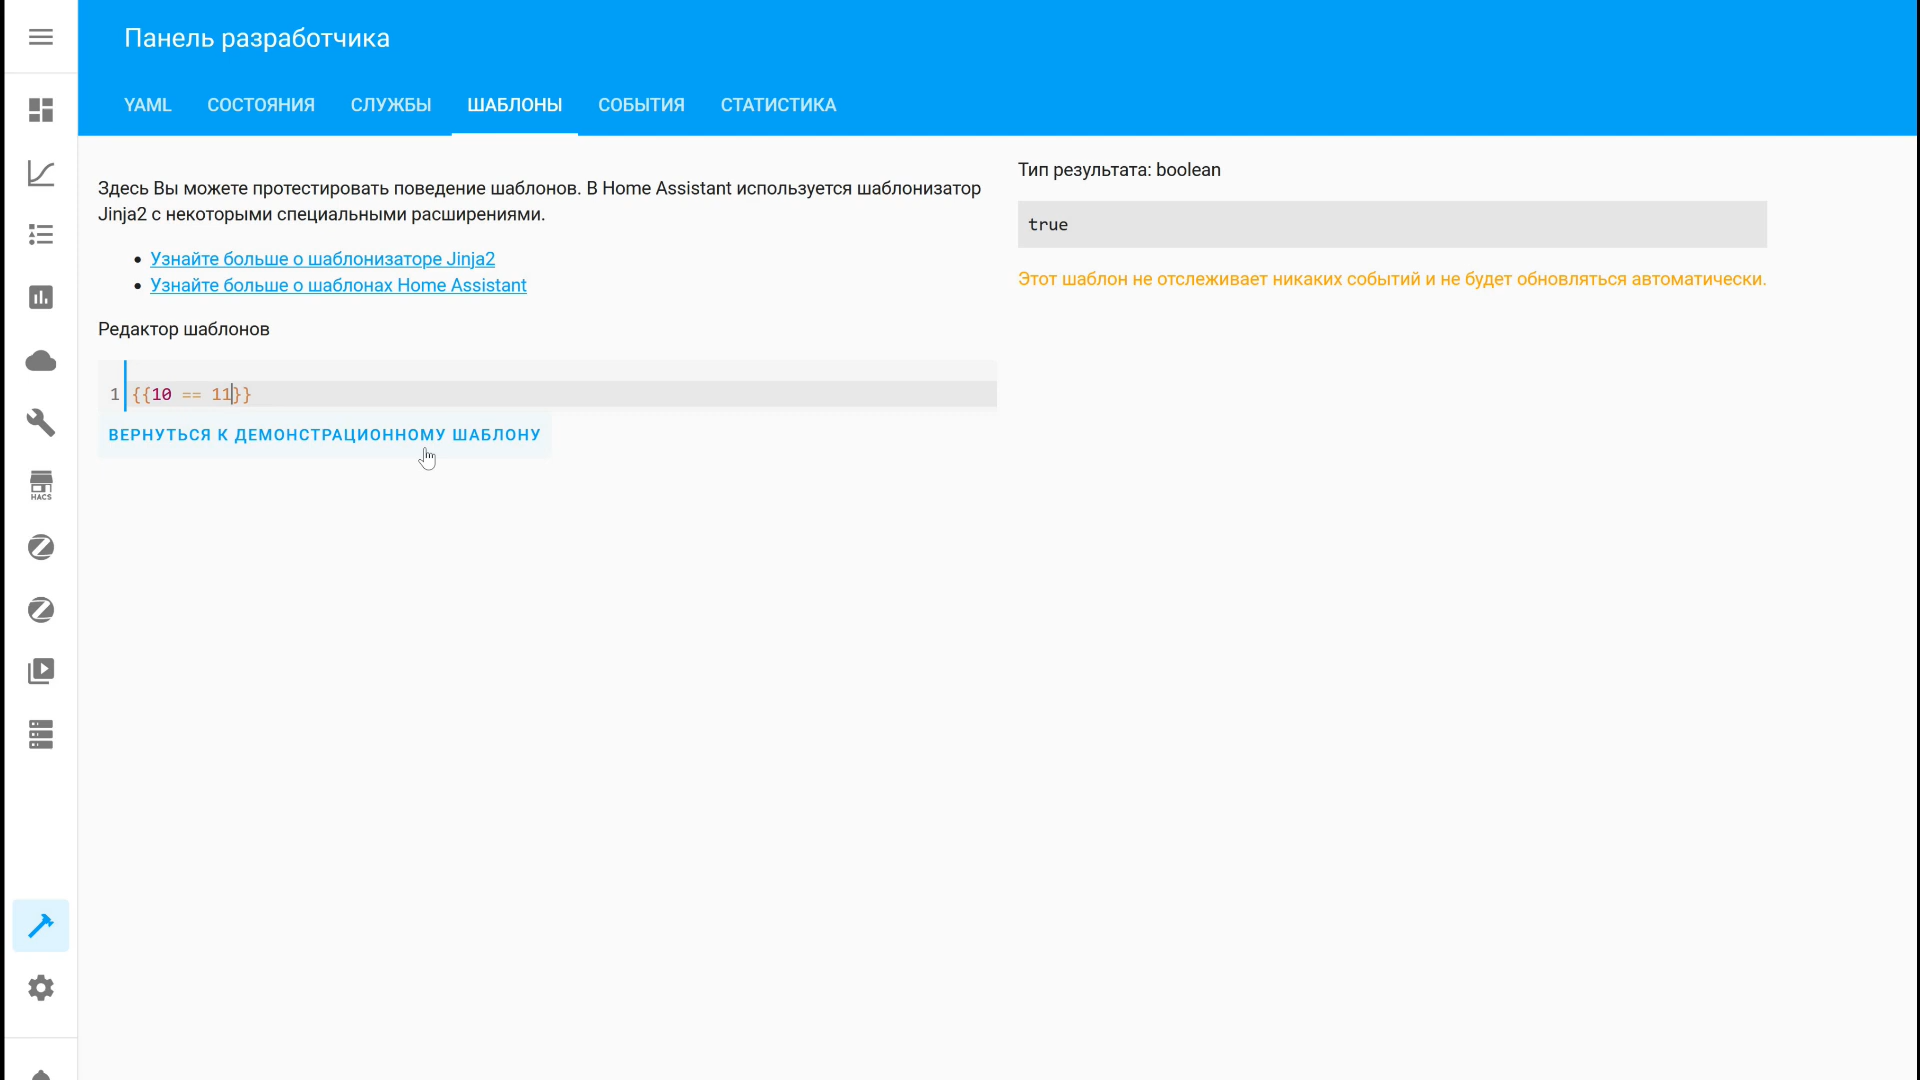 Панель разработчика
YAML СОСТОЯНИЯ СЛУЖБЫ ШАБЛОНЫ СОБЫТИЯ СТАТИСТИКА
Здесь Вы можете протестировать поведение шаблонов. В Home Assistant используется шаблонизатор
Jinja2 с некоторыми специальными расширениями.
Узнайте больше о шаблонизаторе Jinja2
Узнайте больше о шаблонах Home Assistant
Редактор шаблонов
1 {{10 == 11}}
ВЕРНУТЬСЯ К ДЕМОНСТРАЦИОННОМУ ШАБЛОНУ
Тип результата: boolean
true
Этот шаблон не отслеживает никаких событий и не будет обновляться автоматически.
HACS